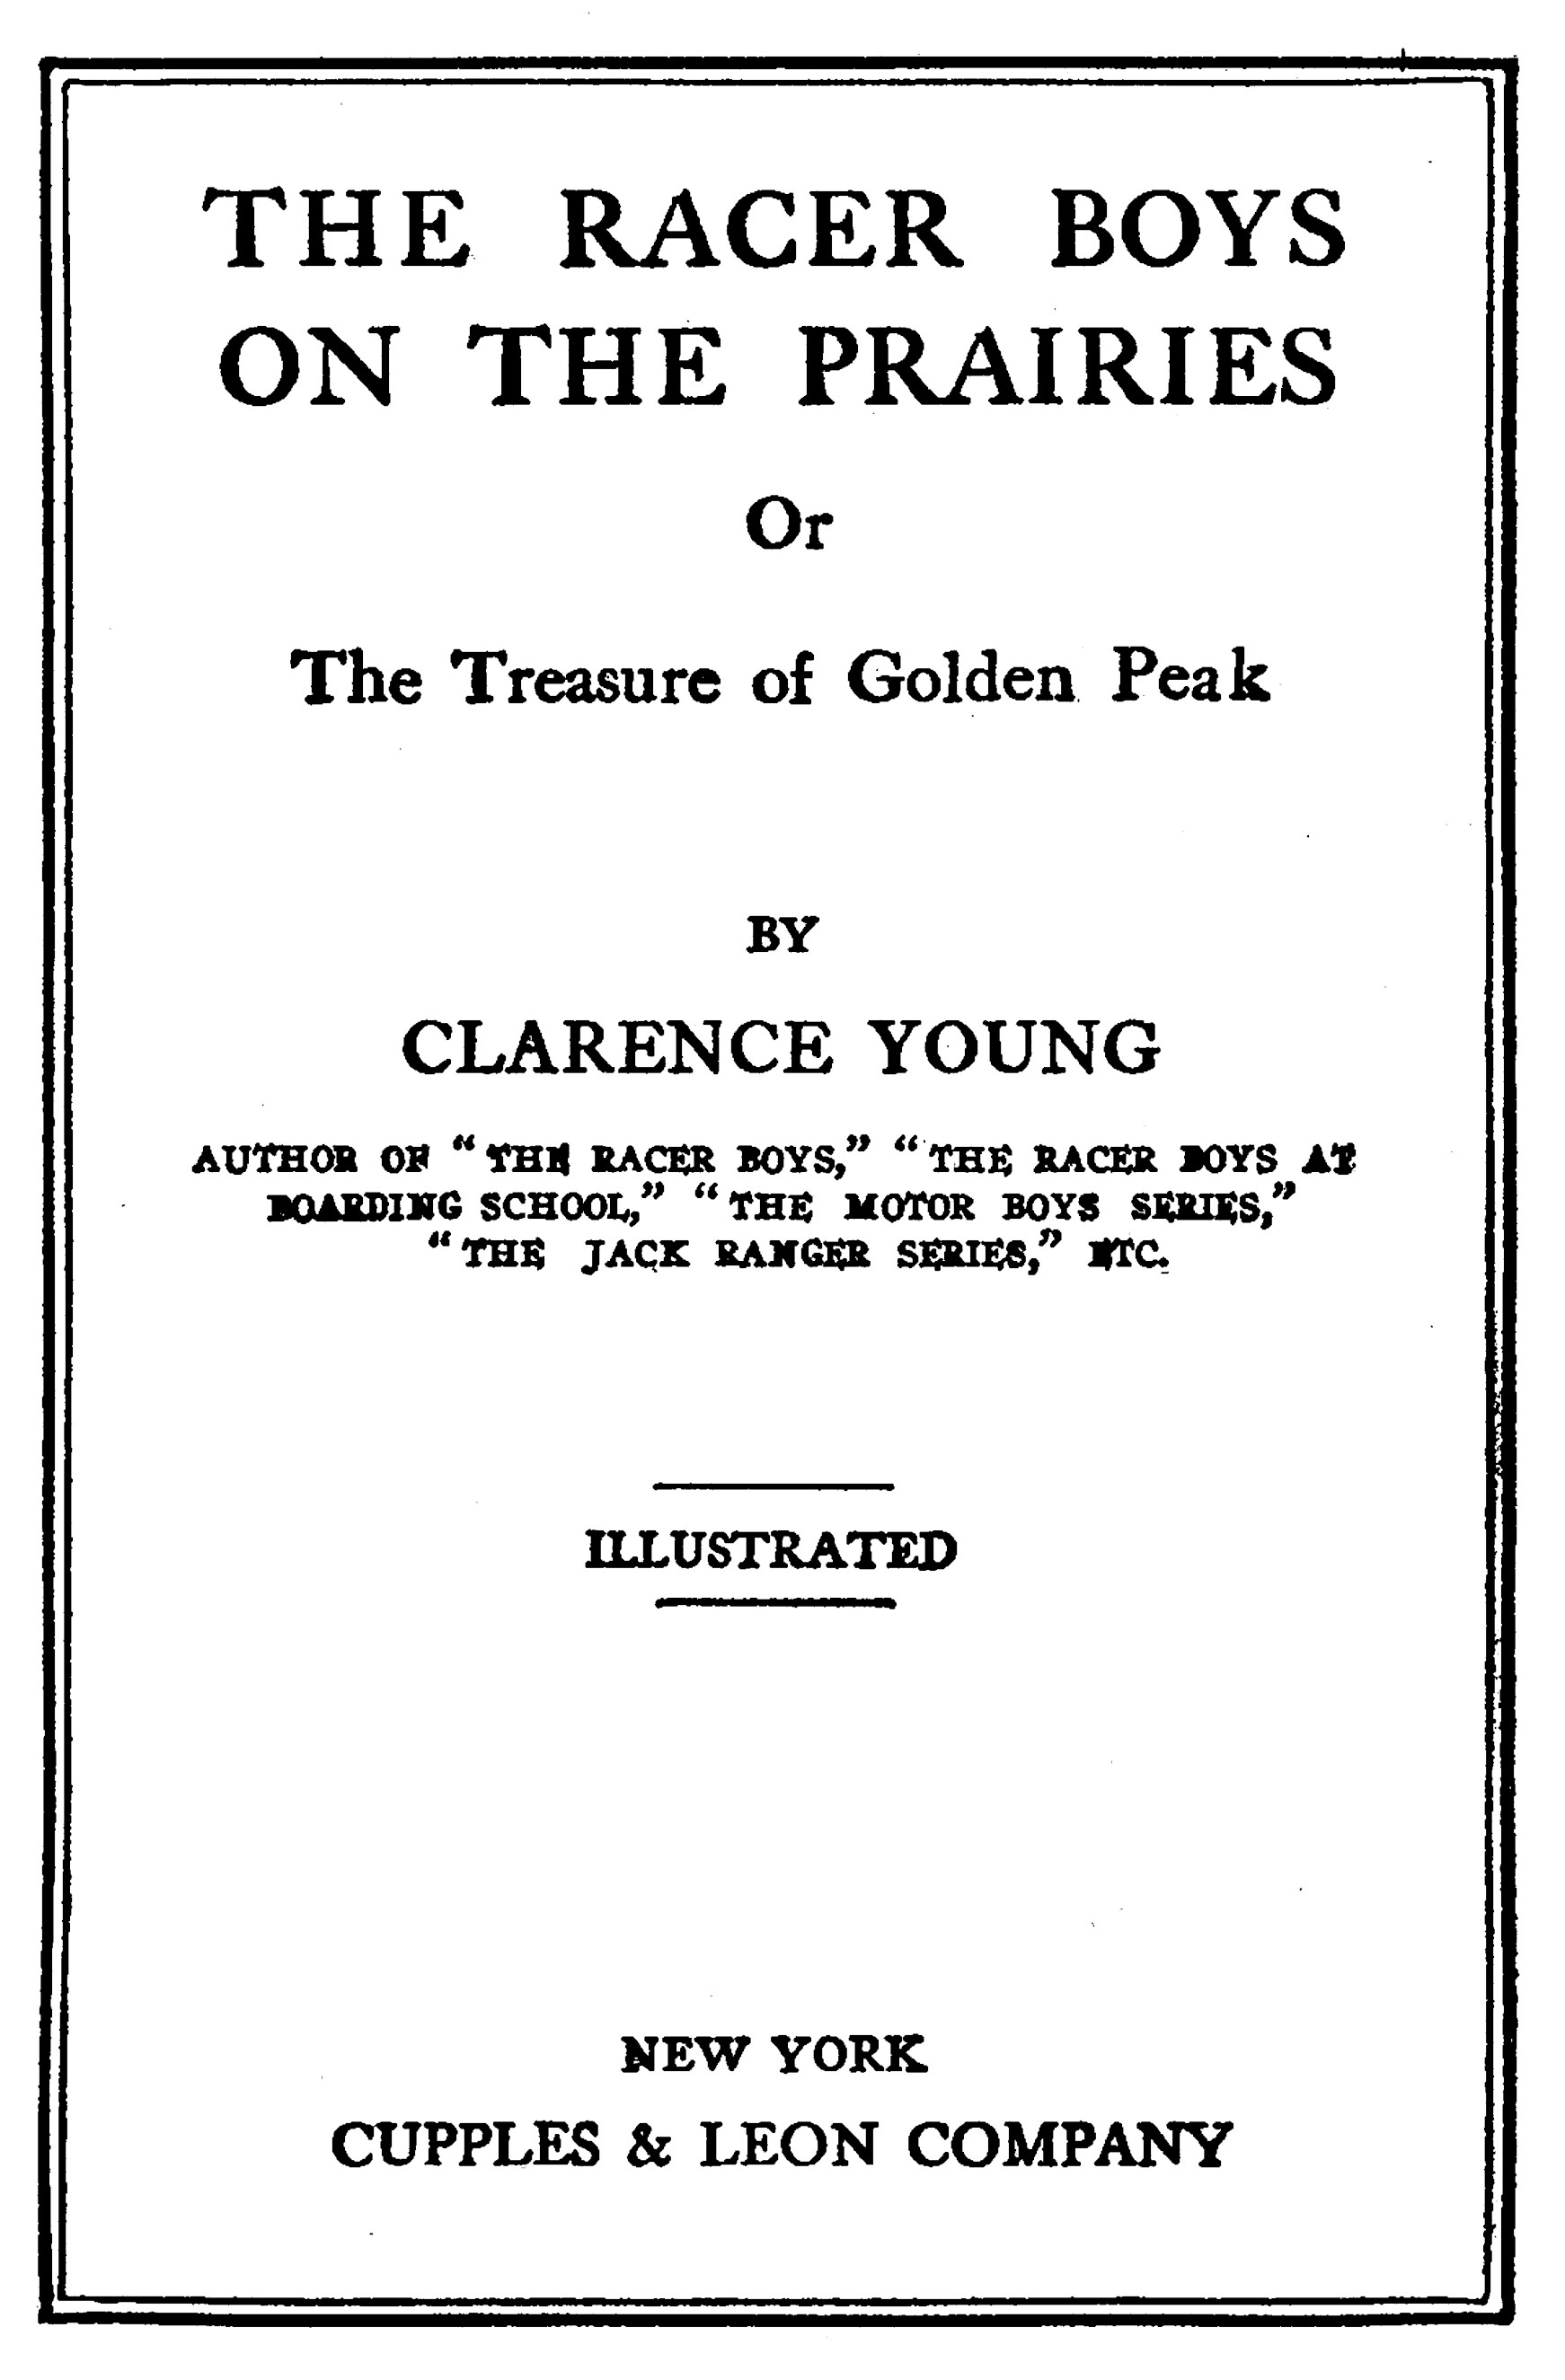 THE RACER BOYS
ON THE PRAIRIES
Or
The Treasure of Golden Peak
BY
CLARENCE YOUNG
AUTHOR OF “THE RACER BOYS,” “THE RACER BOYS AT
BOARDING SCHOOL,” “THE MOTOR BOYS SERIES,”
“THE JACK RANGER SERIES,” ETC.
ILLUSTRATED
NEW YORK
CUPPLES & LEON COMPANY